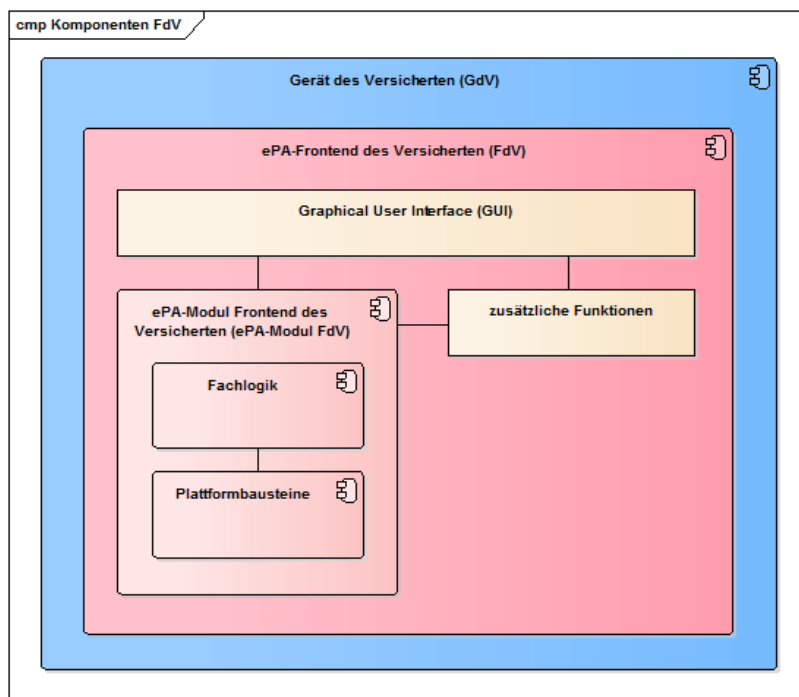 cmp Komponenten FdV
Gerät des Versicherten (GdV)
ePA-Frontend des Versicherten (FdV)
Graphical User Interface (GUI)
ePA-Modul Frontend des
Versicherten (ePA-Modul FdV)
zusätzliche Funktionen
Fachlogik
Plattformbausteine